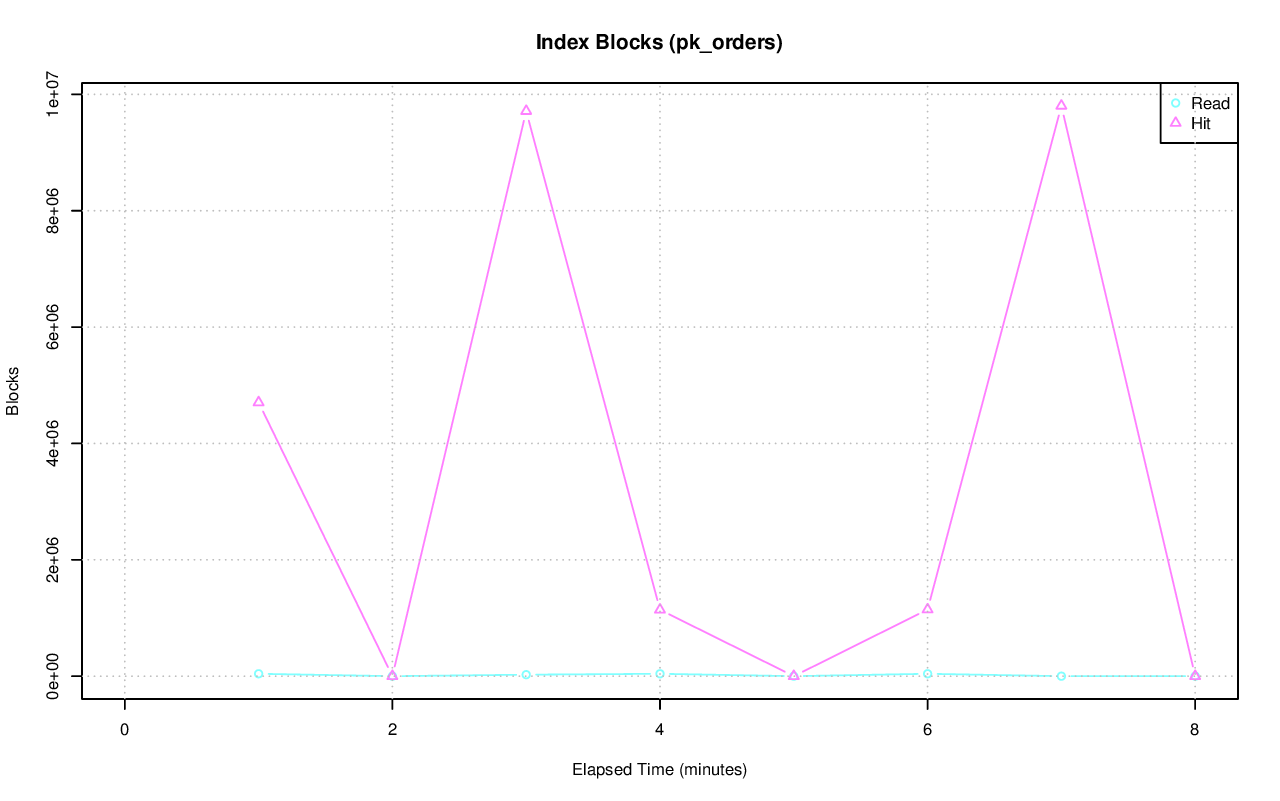 Index Blocks (pk_orders)
Read
Hit
Blocks
1e+07
8e+06
6e+06
4e+06
2e+06
0e+00
0 2 4 6 8
Elapsed Time (minutes)